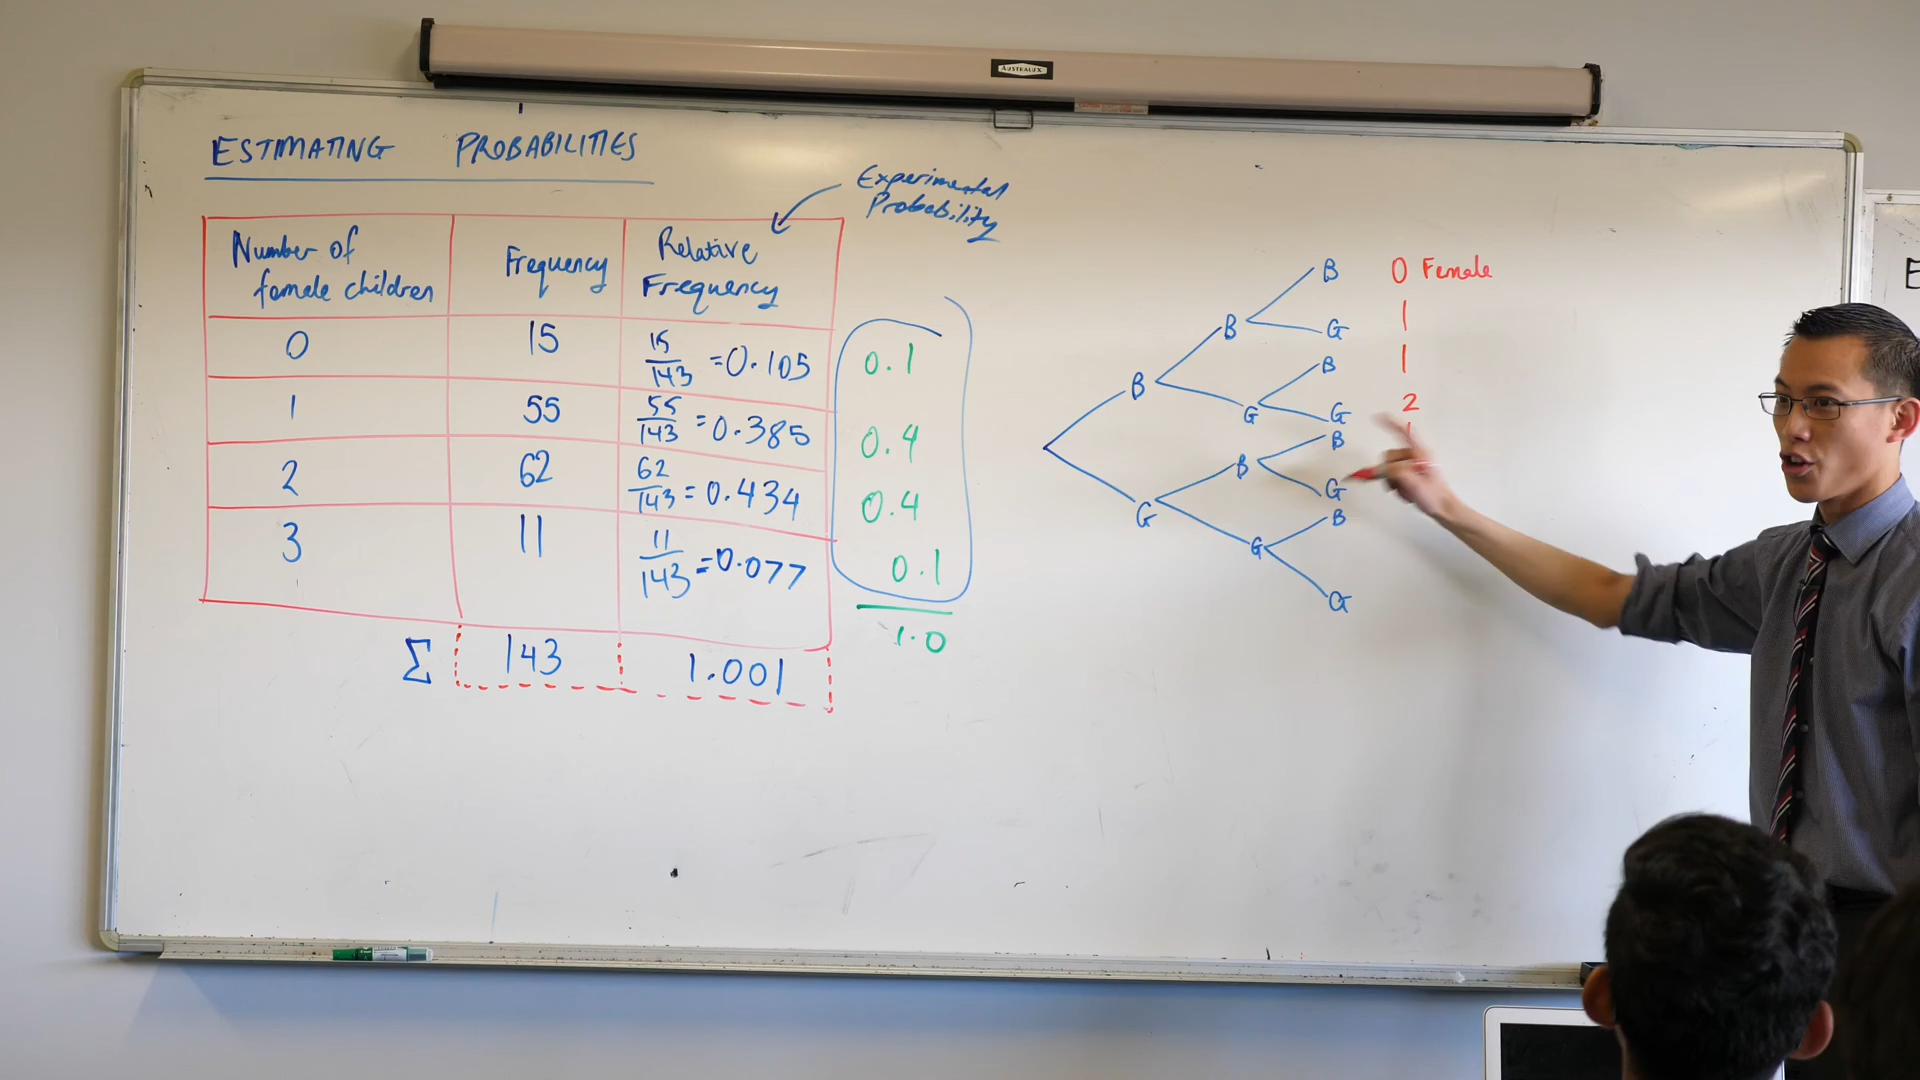 AUSTRALUX
ESTIMATING PROBABILITIES
Experimental
Probability
Number of
female children
Frequency
Relative
Frequency
0 15 15/143 = 0.105 0.1
1 55 55/143 = 0.385 0.4
2 62 62/143 = 0.434 0.4
3 11 11/143 = 0.077 0.1
Σ 143 1.001 1.0
B 0 Female
B
G 1
B
B 1
G
G 2
B
B
G
G
B
G
G
E